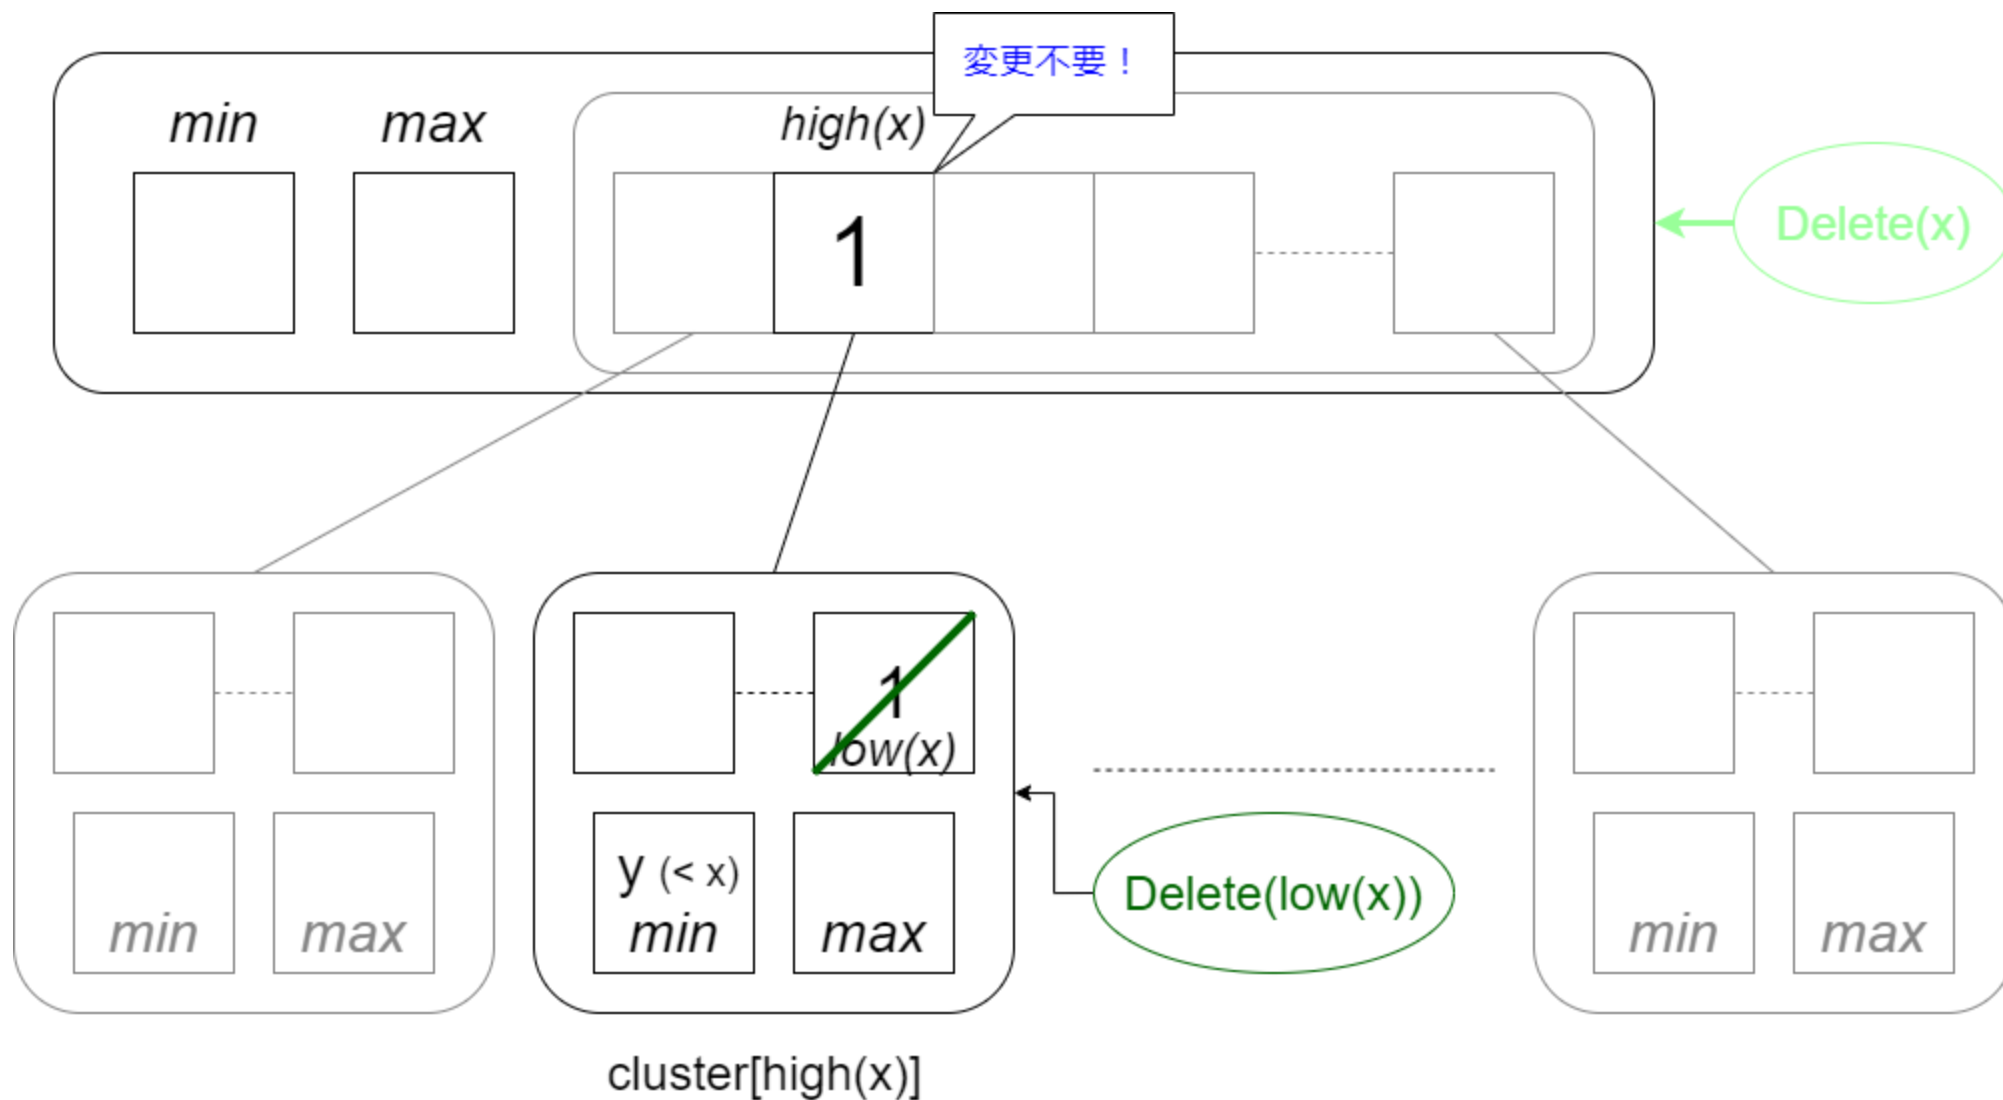 変更不要！
min
max
high(x)
1
Delete(x)
1
low(x)
y (< x)
min
max
min
max
Delete(low(x))
min
max
cluster[high(x)]